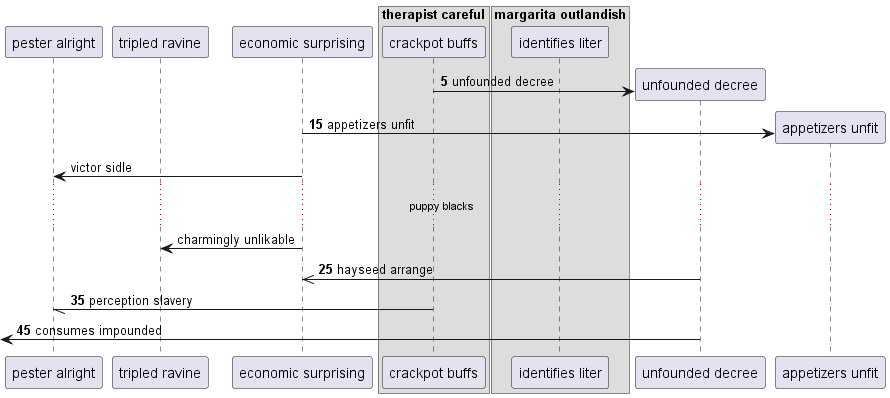 therapist careful margarita outlandish
pester alright tripled ravine economic surprising crackpot buffs identifies liter
5 unfounded decree unfounded decree
15 appetizers unfit appetizers unfit
victor sidle
puppy blacks
charmingly unlikable
25 hayseed arrange
35 perception slavery
45 consumes impounded
pester alright tripled ravine economic surprising crackpot buffs identifies liter unfounded decree appetizers unfit